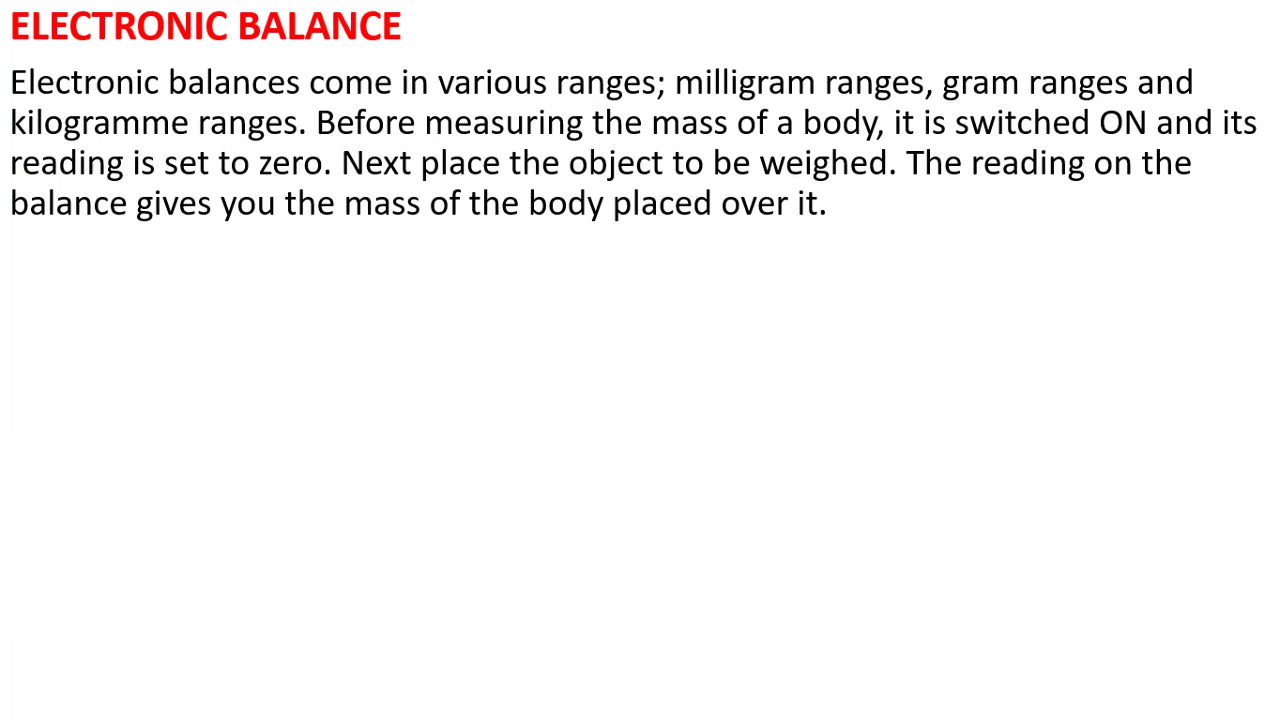 ELECTRONIC BALANCE
Electronic balances come in various ranges; milligram ranges, gram ranges and
kilogramme ranges. Before measuring the mass of a body, it is switched ON and its
reading is set to zero. Next place the object to be weighed. The reading on the
balance gives you the mass of the body placed over it.